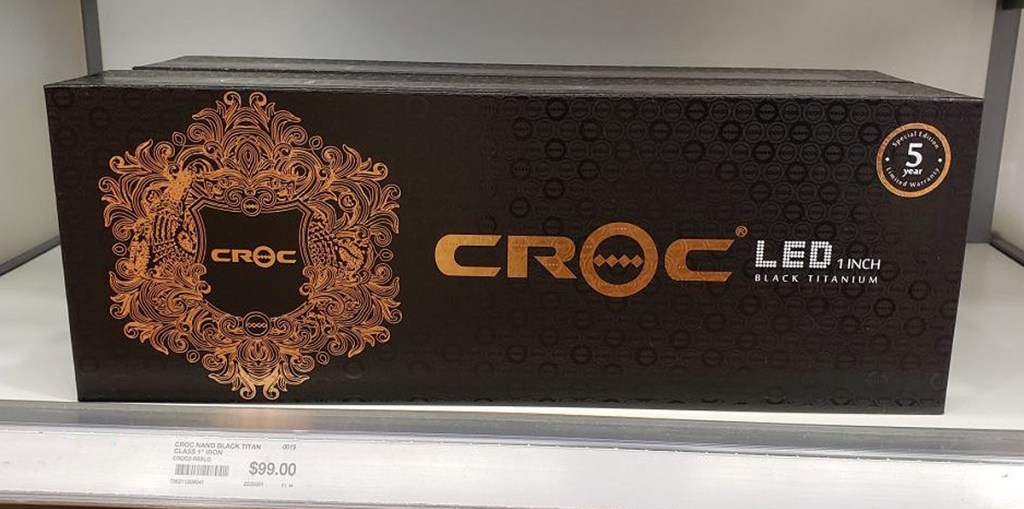 Special Edition
5
year
Limited Warranty
CROC
CROC®
LED 1 INCH
BLACK TITANIUM
CROC NANO BLACK TITAN 0015
CLASS 1" IRON
$99.00